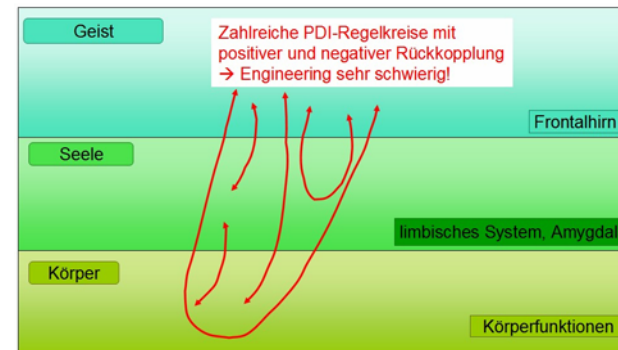 Geist
Zahlreiche PDI-Regelkreise mit
positiver und negativer Rückkopplung
→ Engineering sehr schwierig!
Frontalhirn
Seele
limbisches System, Amygdal
Körper
Körperfunktionen